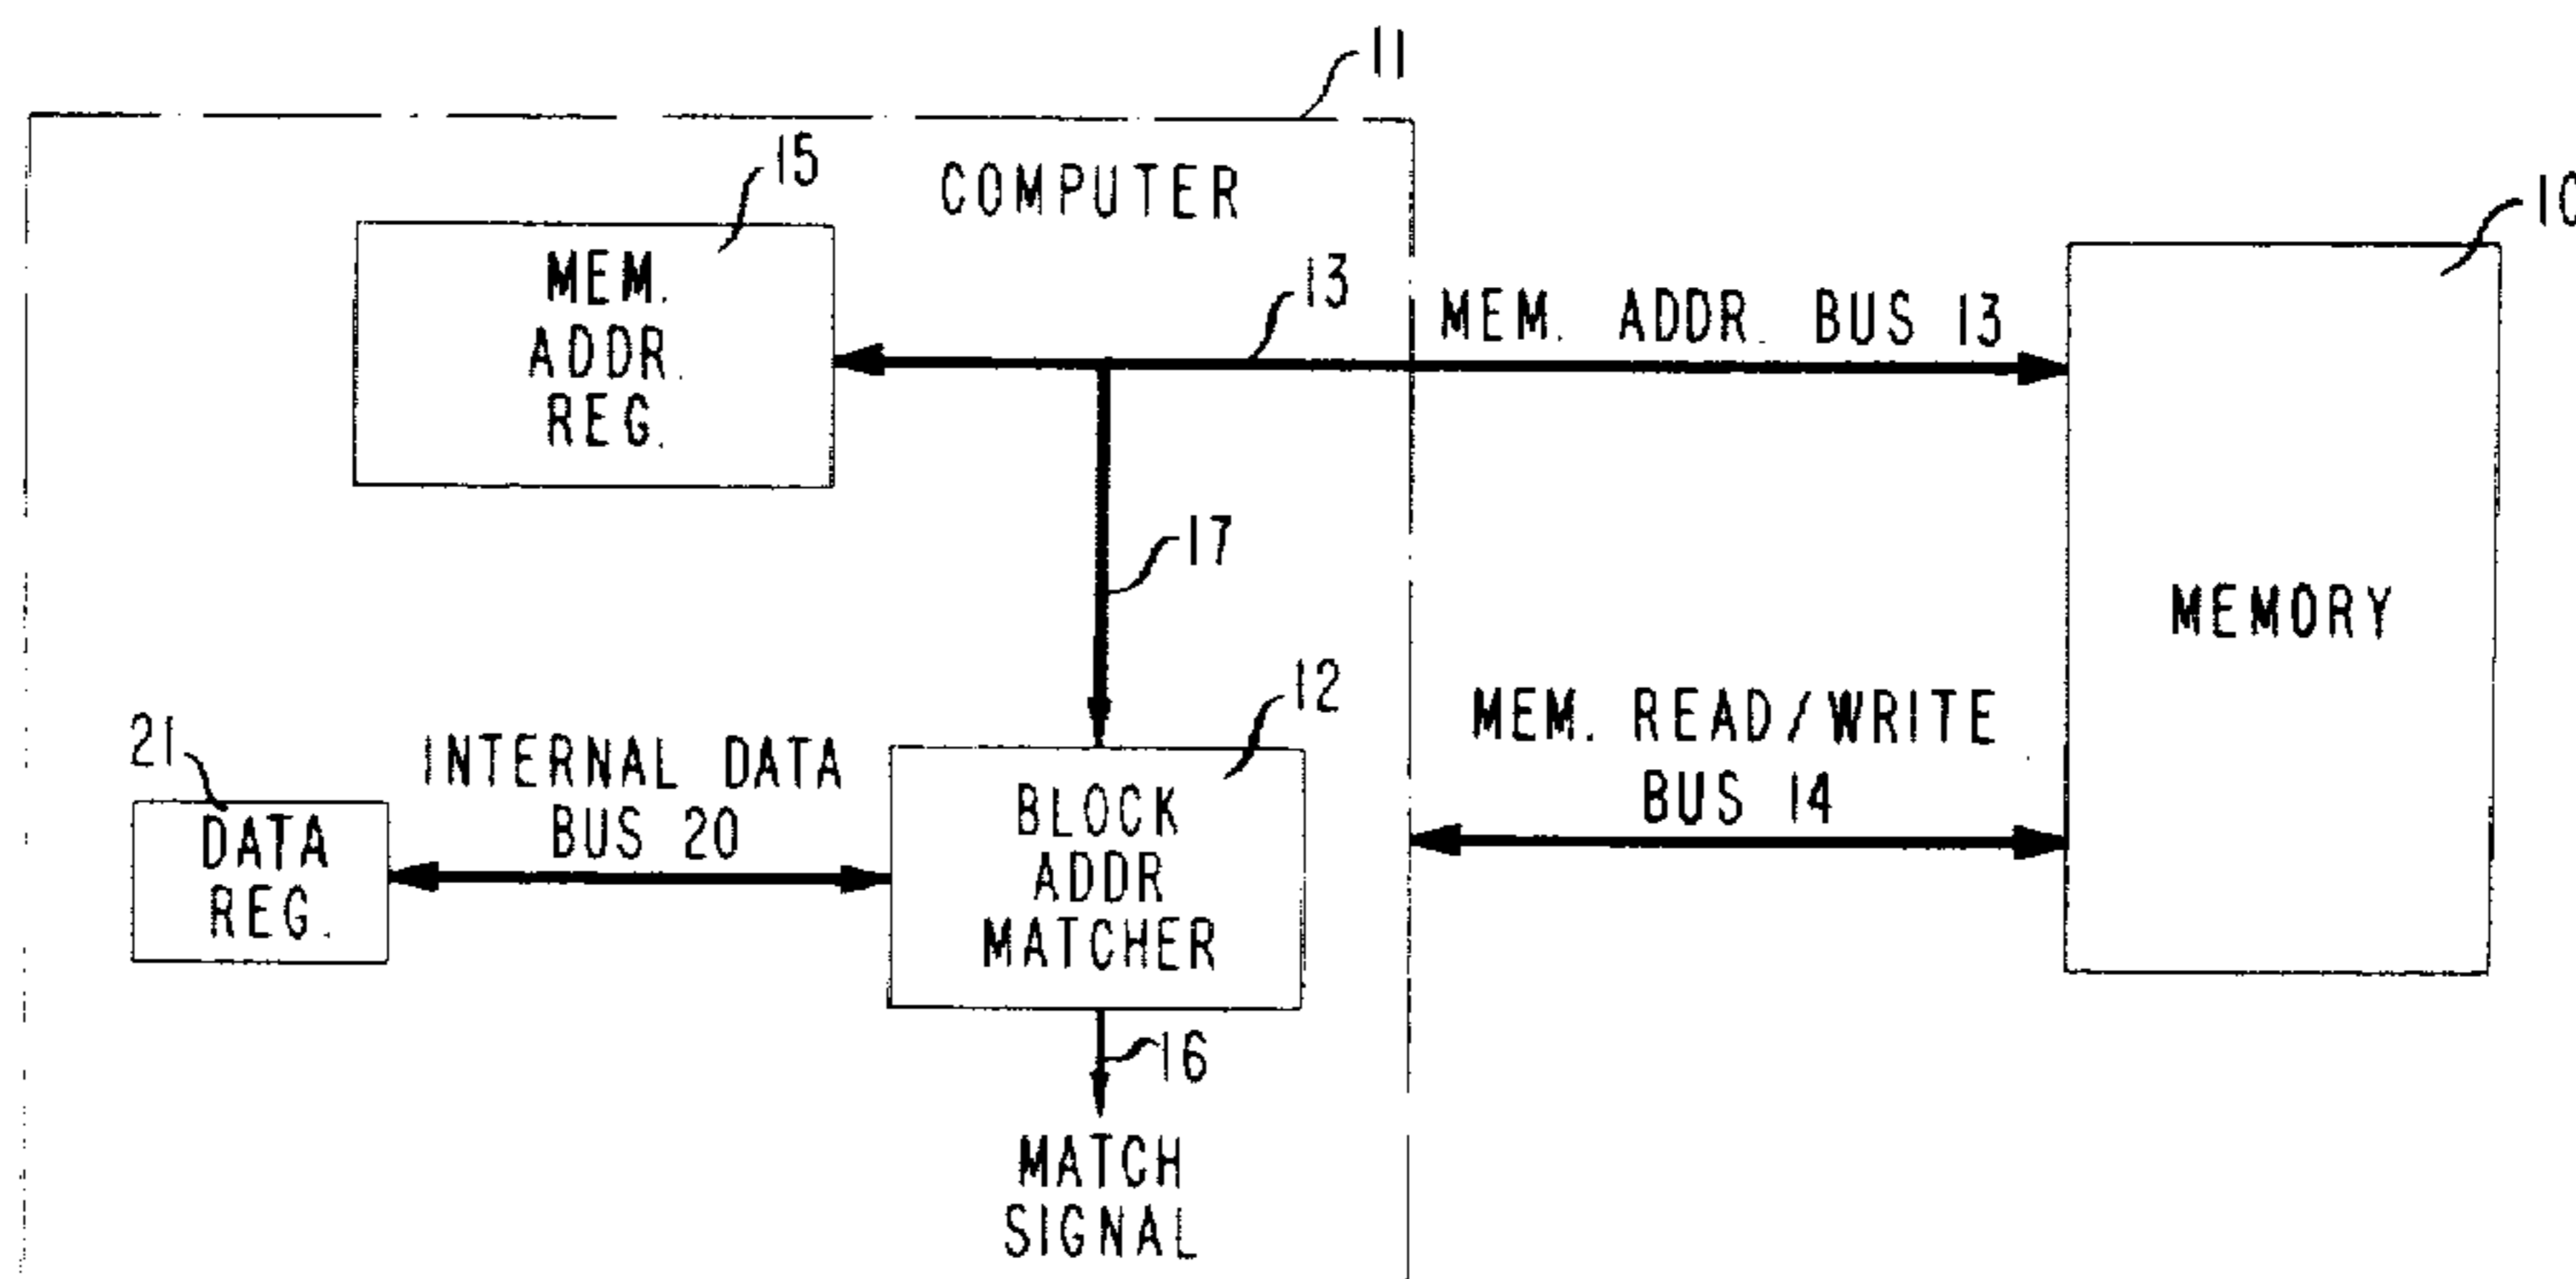 11
15
COMPUTER
10
MEM.
ADDR.
REG.
13
MEM. ADDR. BUS 13
17
MEMORY
12
MEM. READ/WRITE
BUS 14
21
INTERNAL DATA
BUS 20
DATA
REG.
BLOCK
ADDR
MATCHER
16
MATCH
SIGNAL